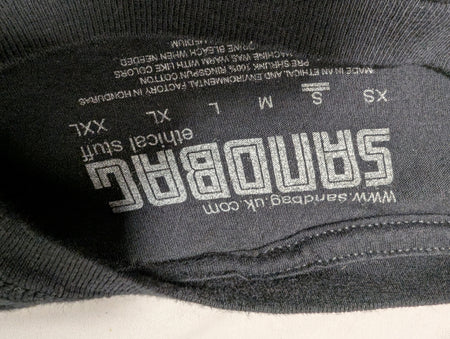 www.sandbag.uk.com
SANDBAG
ethical stuff
XS S M L XL XXL
MADE IN AN ETHICAL AND ENVIRONMENTAL FACTORY IN HONDURAS
PRE SHRUNK 100% RINGSPUN COTTON
MACHINE WAS WARM WITH LIKE COLORS
BLEACH WHEN NEEDED
MEDIUM